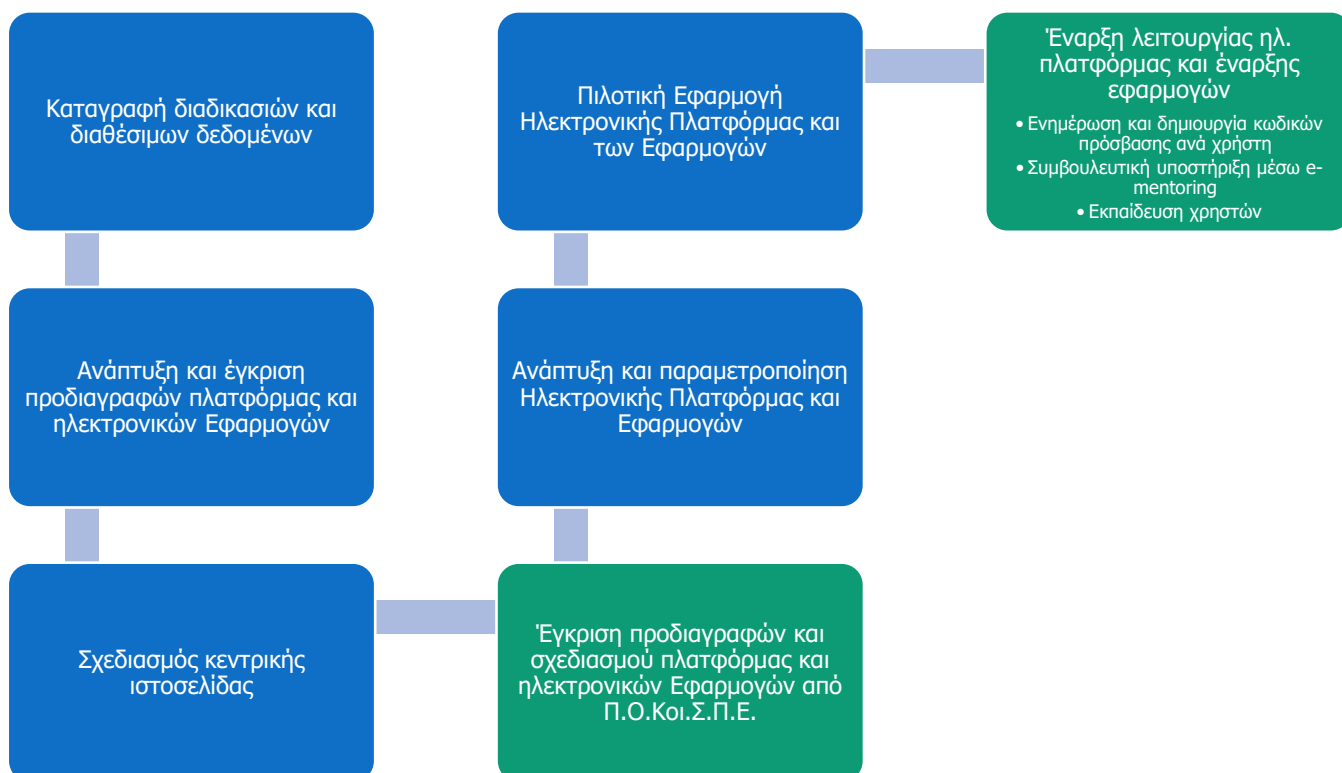 Καταγραφή διαδικασιών και
διαθέσιμων δεδομένων
Ανάπτυξη και έγκριση
προδιαγραφών πλατφόρμας και
ηλεκτρονικών Εφαρμογών
Σχεδιασμός κεντρικής
ιστοσελίδας
Έγκριση προδιαγραφών και
σχεδιασμού πλατφόρμας και
ηλεκτρονικών Εφαρμογών από
Π.Ο.Κοι.Σ.Π.Ε.
Ανάπτυξη και παραμετροποίηση
Ηλεκτρονικής Πλατφόρμας και
Εφαρμογών
Πιλοτική Εφαρμογή
Ηλεκτρονικής Πλατφόρμας και
των Εφαρμογών
Έναρξη λειτουργίας ηλ.
πλατφόρμας και έναρξης
εφαρμογών
• Ενημέρωση και δημιουργία κωδικών
πρόσβασης ανά χρήστη
• Συμβουλευτική υποστήριξη μέσω e-
mentoring
• Εκπαίδευση χρηστών